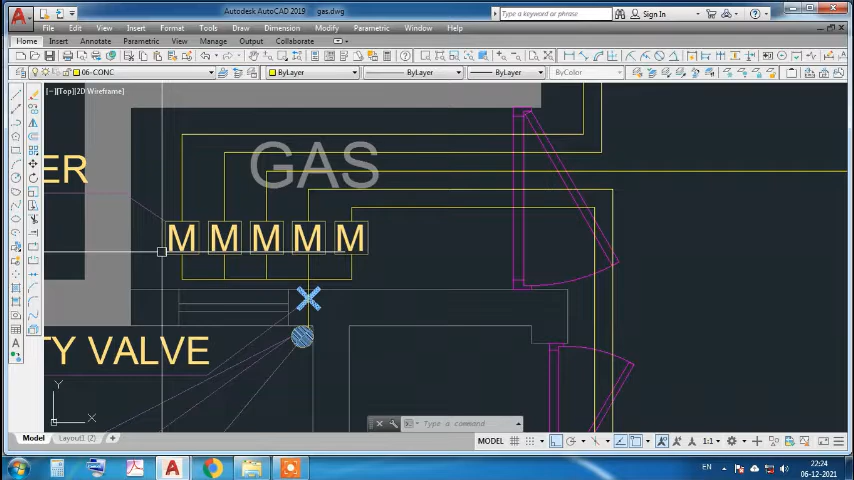 Autodesk AutoCAD 2019 gas.dwg
Type a keyword or phrase
Sign In
File Edit View Insert Format Tools Draw Dimension Modify Parametric Window Help
Home Insert Annotate Parametric View Manage Output Collaborate
06-CONC
ByLayer
ByLayer
ByLayer
ByColor
[−][Top][2D Wireframe]
GAS
ER
M M M M M
TY VALVE
Y
X
Type a command
Model Layout1 (2) +
MODEL
1:1
EN
22:24
06-12-2021